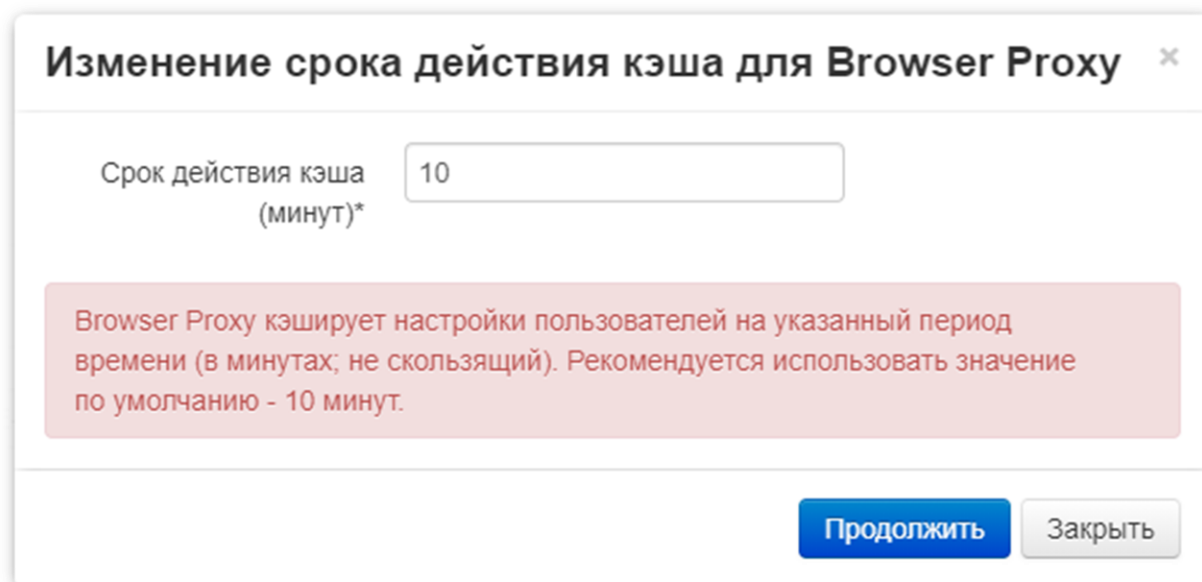 Изменение срока действия кэша для Browser Proxy ×
Срок действия кэша
(минут)*
10
Browser Proxy кэширует настройки пользователей на указанный период
времени (в минутах; не скользящий). Рекомендуется использовать значение
по умолчанию - 10 минут.
Продолжить Закрыть